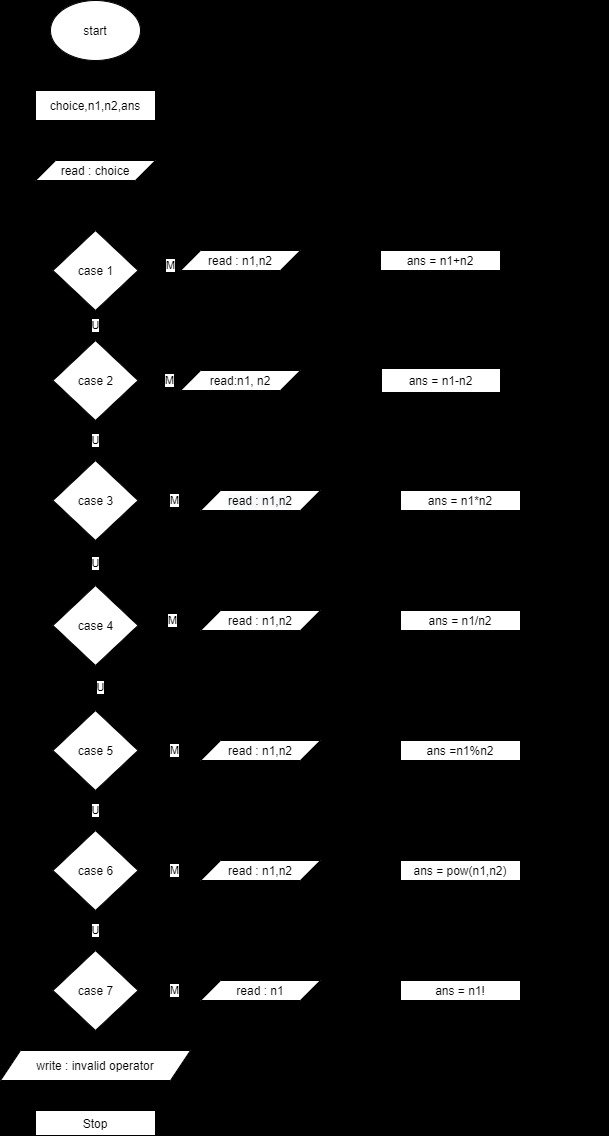 start
choice,n1,n2,ans
read : choice
case 1
M
read : n1,n2
ans = n1+n2
U
case 2
M
read:n1, n2
ans = n1-n2
U
case 3
M
read : n1,n2
ans = n1*n2
U
case 4
M
read : n1,n2
ans = n1/n2
U
case 5
M
read : n1,n2
ans =n1%n2
U
case 6
M
read : n1,n2
ans = pow(n1,n2)
U
case 7
M
read : n1
ans = n1!
write : invalid operator
Stop